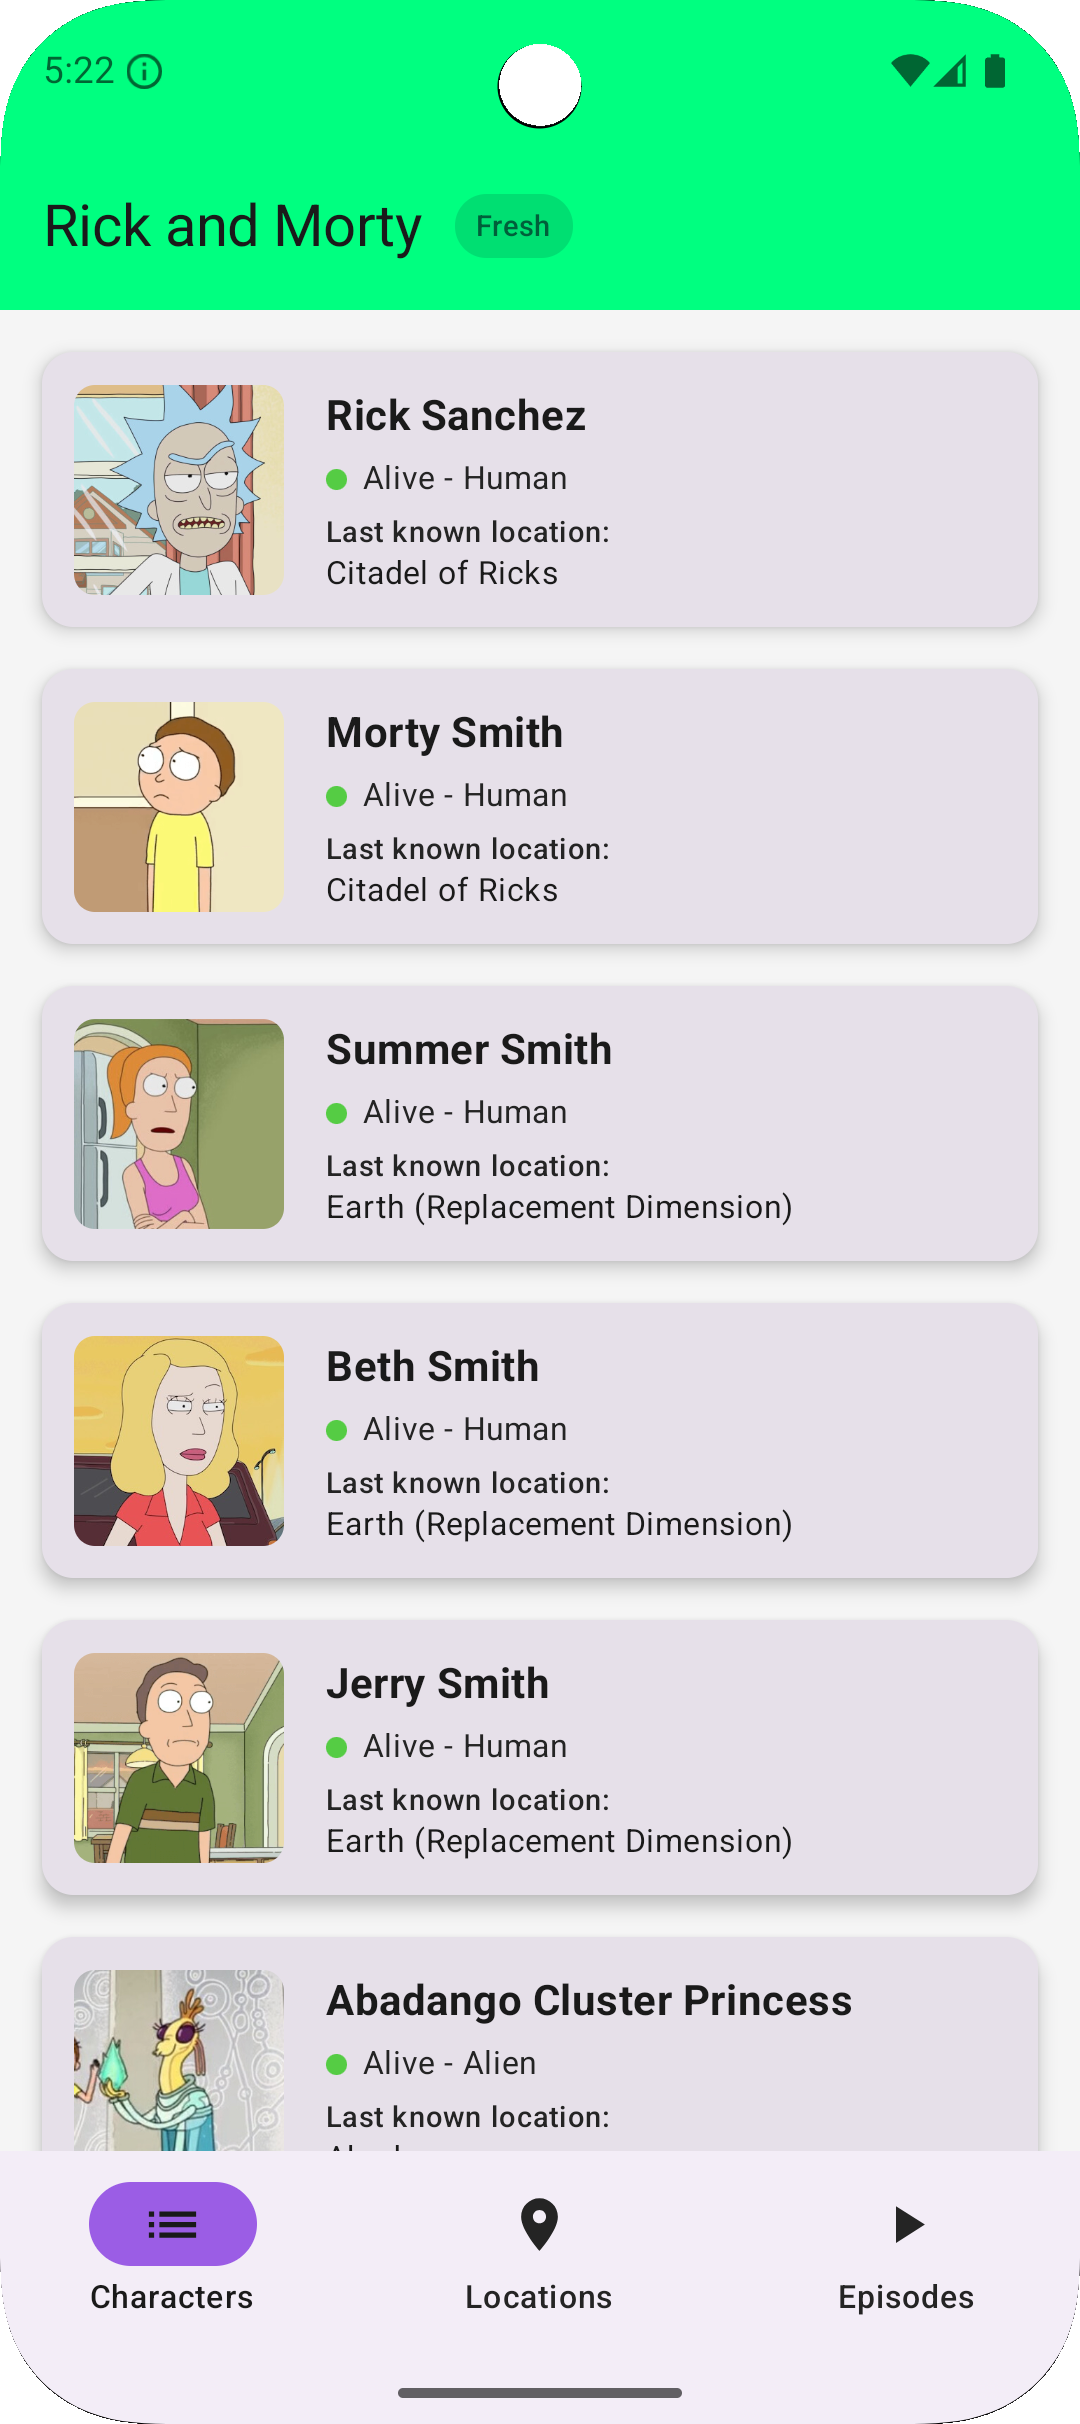 5:22
Rick and Morty Fresh
Rick Sanchez
Alive - Human
Last known location:
Citadel of Ricks
Morty Smith
Alive - Human
Last known location:
Citadel of Ricks
Summer Smith
Alive - Human
Last known location:
Earth (Replacement Dimension)
Beth Smith
Alive - Human
Last known location:
Earth (Replacement Dimension)
Jerry Smith
Alive - Human
Last known location:
Earth (Replacement Dimension)
Abadango Cluster Princess
Alive - Alien
Last known location:
Characters Locations Episodes